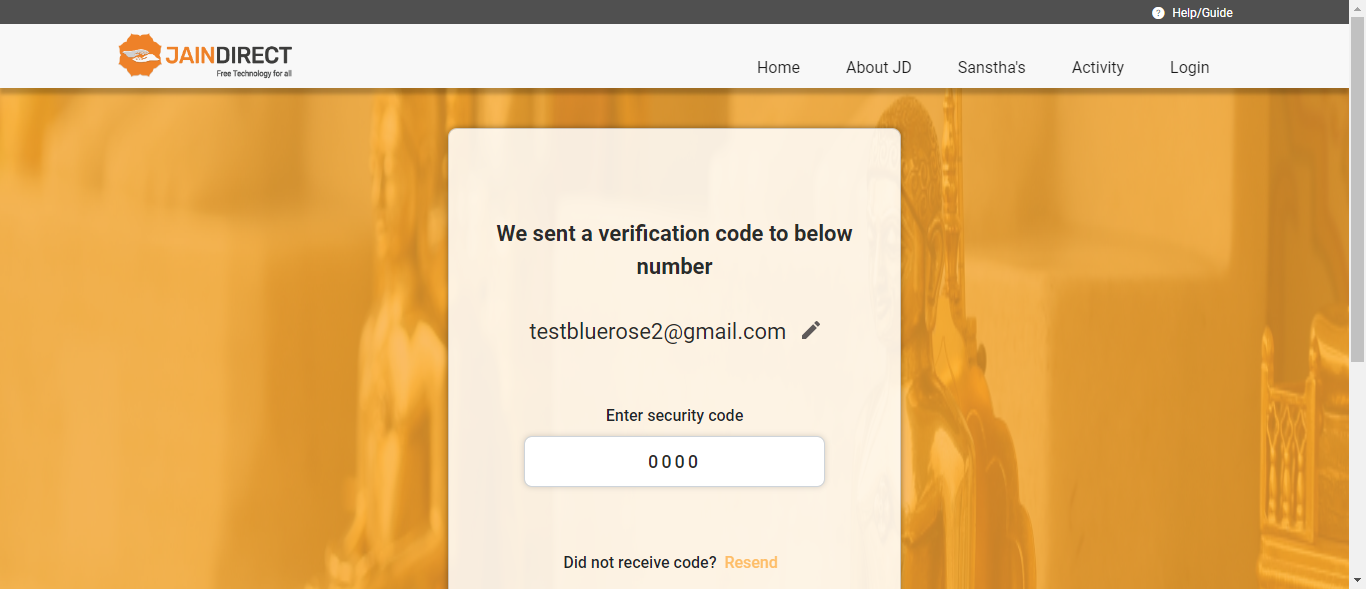 ? Help/Guide
JAINDIRECT
Free Technology for all
Home About JD Sanstha's Activity Login
We sent a verification code to below
number
testbluerose2@gmail.com
Enter security code
0000
Did not receive code? Resend